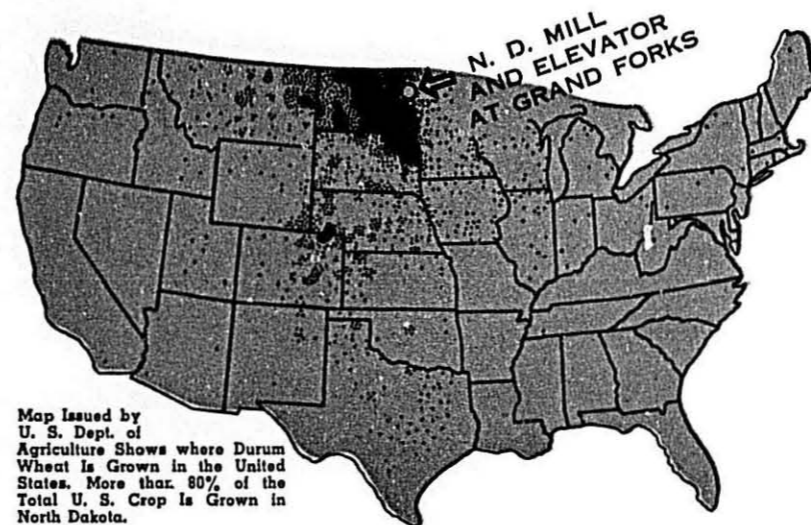 N. D. MILL
AND ELEVATOR
AT GRAND FORKS
Map Issued by
U. S. Dept. of
Agriculture Shows where Durum
Wheat Is Grown in the United
States. More than 80% of the
Total U. S. Crop Is Grown in
North Dakota.